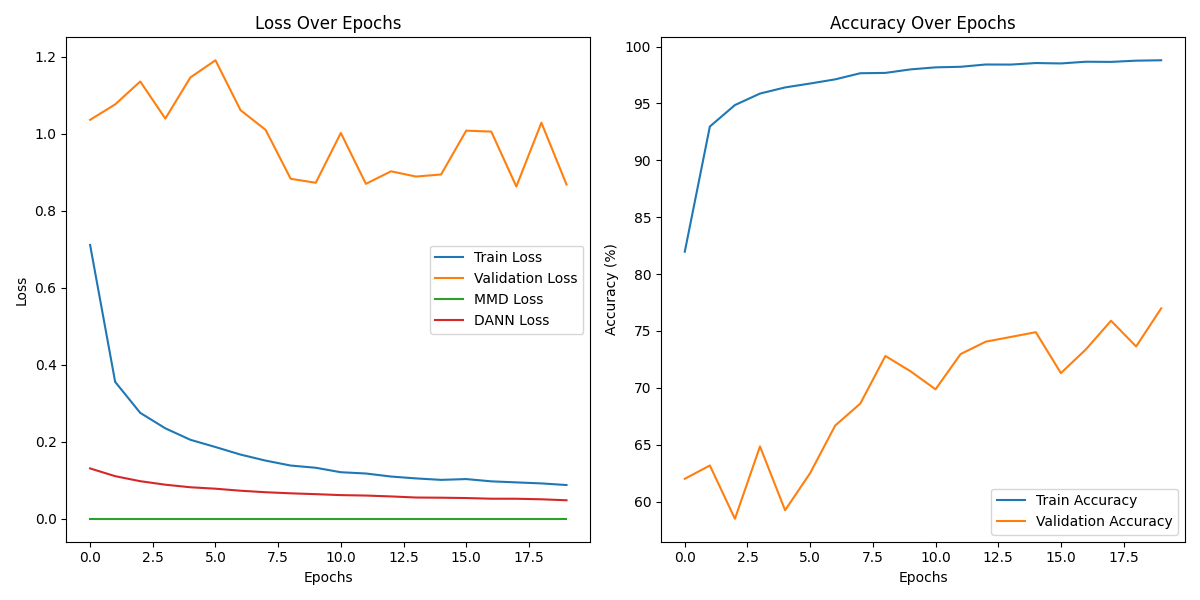 Loss Over Epochs
1.2
1.0
0.8
0.6
0.4
0.2
0.0
Loss
Train Loss
Validation Loss
MMD Loss
DANN Loss
0.0 2.5 5.0 7.5 10.0 12.5 15.0 17.5
Epochs
Accuracy Over Epochs
100
95
90
85
80
75
70
65
60
Accuracy (%)
Train Accuracy
Validation Accuracy
0.0 2.5 5.0 7.5 10.0 12.5 15.0 17.5
Epochs